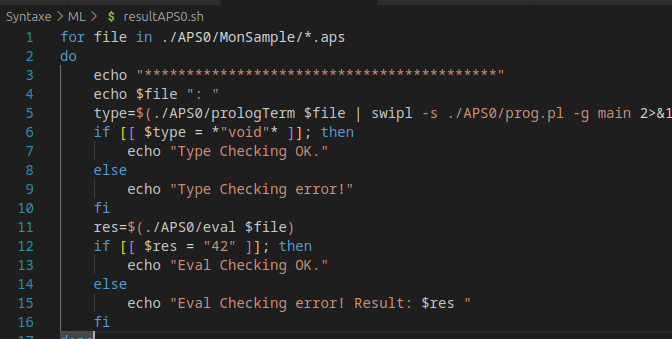 Syntaxe > ML > $ resultAPS0.sh
1 for file in ./APS0/MonSample/*.aps
2 do
3 echo "******************************************"
4 echo $file ": "
5 type=$(./APS0/prologTerm $file | swipl -s ./APS0/prog.pl -g main 2>&1
6 if [[ $type = *"void"* ]]; then
7 echo "Type Checking OK."
8 else
9 echo "Type Checking error!"
10 fi
11 res=$(./APS0/eval $file)
12 if [[ $res = "42" ]]; then
13 echo "Eval Checking OK."
14 else
15 echo "Eval Checking error! Result: $res "
16 fi
17 done